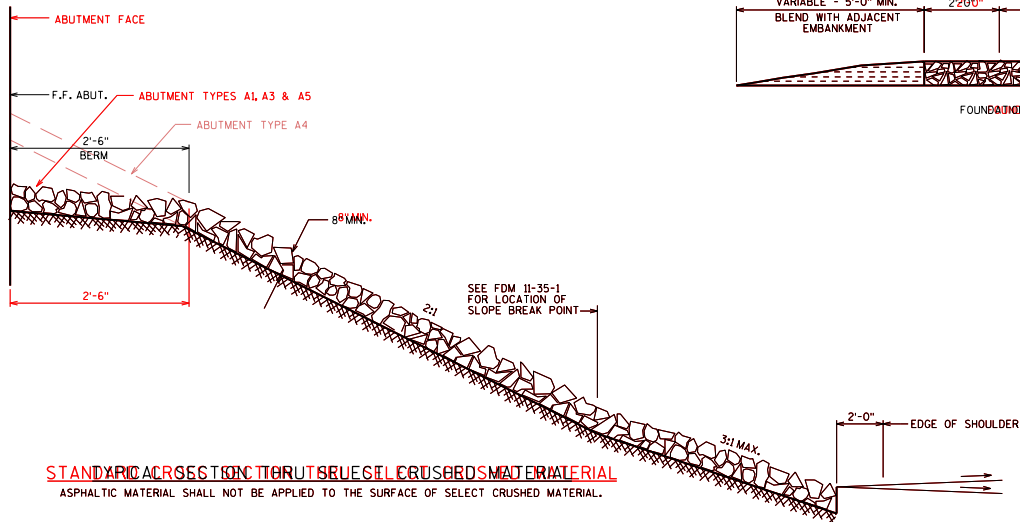 ABUTMENT FACE
VARIABLE - 5'-0" MIN.
BLEND WITH ADJACENT
EMBANKMENT
F.F. ABUT.
ABUTMENT TYPES A1, A3 & A5
ABUTMENT TYPE A4
2'-6"
BERM
8" MIN.
2'-6"
SEE FDM 11-35-1
FOR LOCATION OF
SLOPE BREAK POINT
2:1
3:1 MAX.
2'-0"
EDGE OF SHOULDER
ASPHALTIC MATERIAL SHALL NOT BE APPLIED TO THE SURFACE OF SELECT CRUSHED MATERIAL.